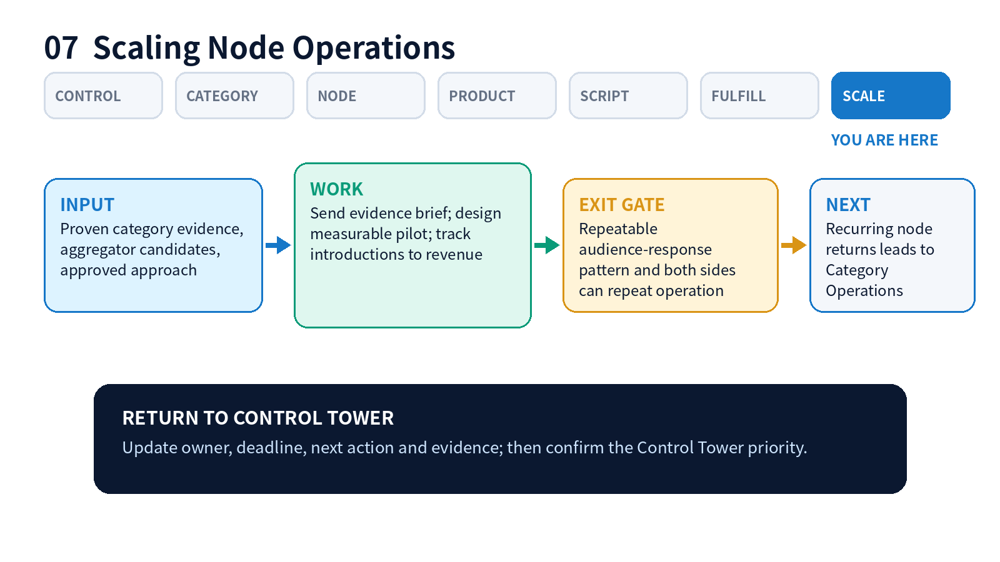 07 Scaling Node Operations
CONTROL
CATEGORY
NODE
PRODUCT
SCRIPT
FULFILL
SCALE
YOU ARE HERE
INPUT
Proven category evidence,
aggregator candidates,
approved approach
WORK
Send evidence brief; design
measurable pilot; track
introductions to revenue
EXIT GATE
Repeatable
audience-response
pattern and both sides
can repeat operation
NEXT
Recurring node
returns leads to
Category
Operations
RETURN TO CONTROL TOWER
Update owner, deadline, next action and evidence; then confirm the Control Tower priority.